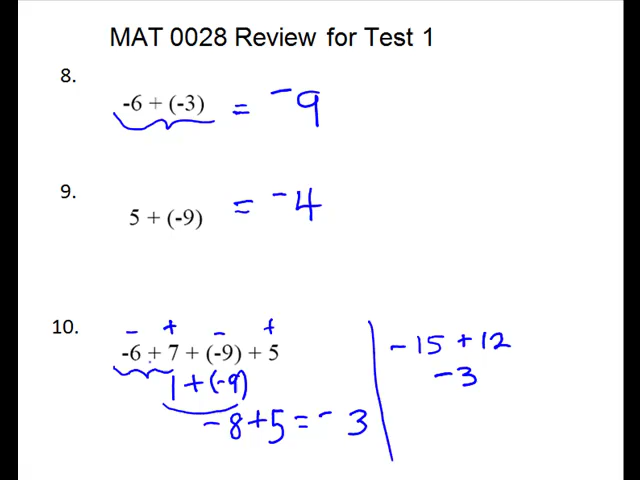 MAT 0028 Review for Test 1
8.
-6 + (-3) = -9
9.
5 + (-9) = -4
- + - +
10. -6 + 7 + (-9) + 5
1 + (-9)
-8 + 5 = -3
-15 + 12
-3